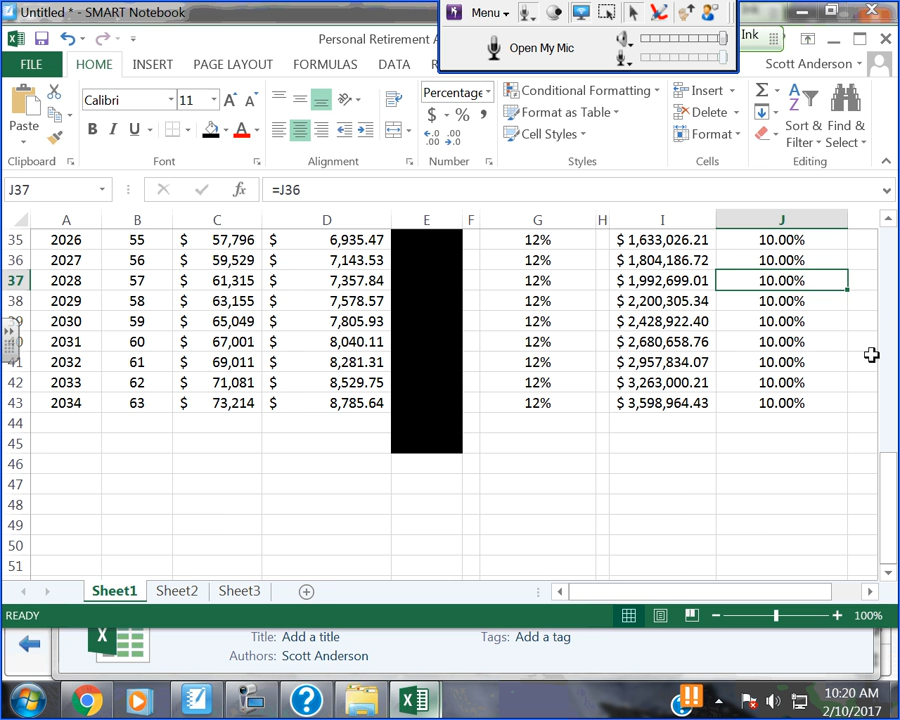 Untitled * - SMART Notebook
Menu
Open My Mic
Ink
Personal Retirement A
FILE
HOME
INSERT
PAGE LAYOUT
FORMULAS
DATA
R
Scott Anderson
Paste
Calibri
11
A
A
B I U
A
Percentage
$ % ,
Conditional Formatting
Format as Table
Cell Styles
Insert
Delete
Format
Sort & Filter
Find & Select
Clipboard
Font
Alignment
Number
Styles
Cells
Editing
J37
fx
=J36
A B C D E F G H I J
35 2026 55 $ 57,796 $ 6,935.47 12% $ 1,633,026.21 10.00%
36 2027 56 $ 59,529 $ 7,143.53 12% $ 1,804,186.72 10.00%
37 2028 57 $ 61,315 $ 7,357.84 12% $ 1,992,699.01 10.00%
38 2029 58 $ 63,155 $ 7,578.57 12% $ 2,200,305.34 10.00%
39 2030 59 $ 65,049 $ 7,805.93 12% $ 2,428,922.40 10.00%
40 2031 60 $ 67,001 $ 8,040.11 12% $ 2,680,658.76 10.00%
41 2032 61 $ 69,011 $ 8,281.31 12% $ 2,957,834.07 10.00%
42 2033 62 $ 71,081 $ 8,529.75 12% $ 3,263,000.21 10.00%
43 2034 63 $ 73,214 $ 8,785.64 12% $ 3,598,964.43 10.00%
44
45
46
47
48
49
50
51
Sheet1
Sheet2
Sheet3
READY
100%
Title: Add a title
Tags: Add a tag
Authors: Scott Anderson
10:20 AM
2/10/2017